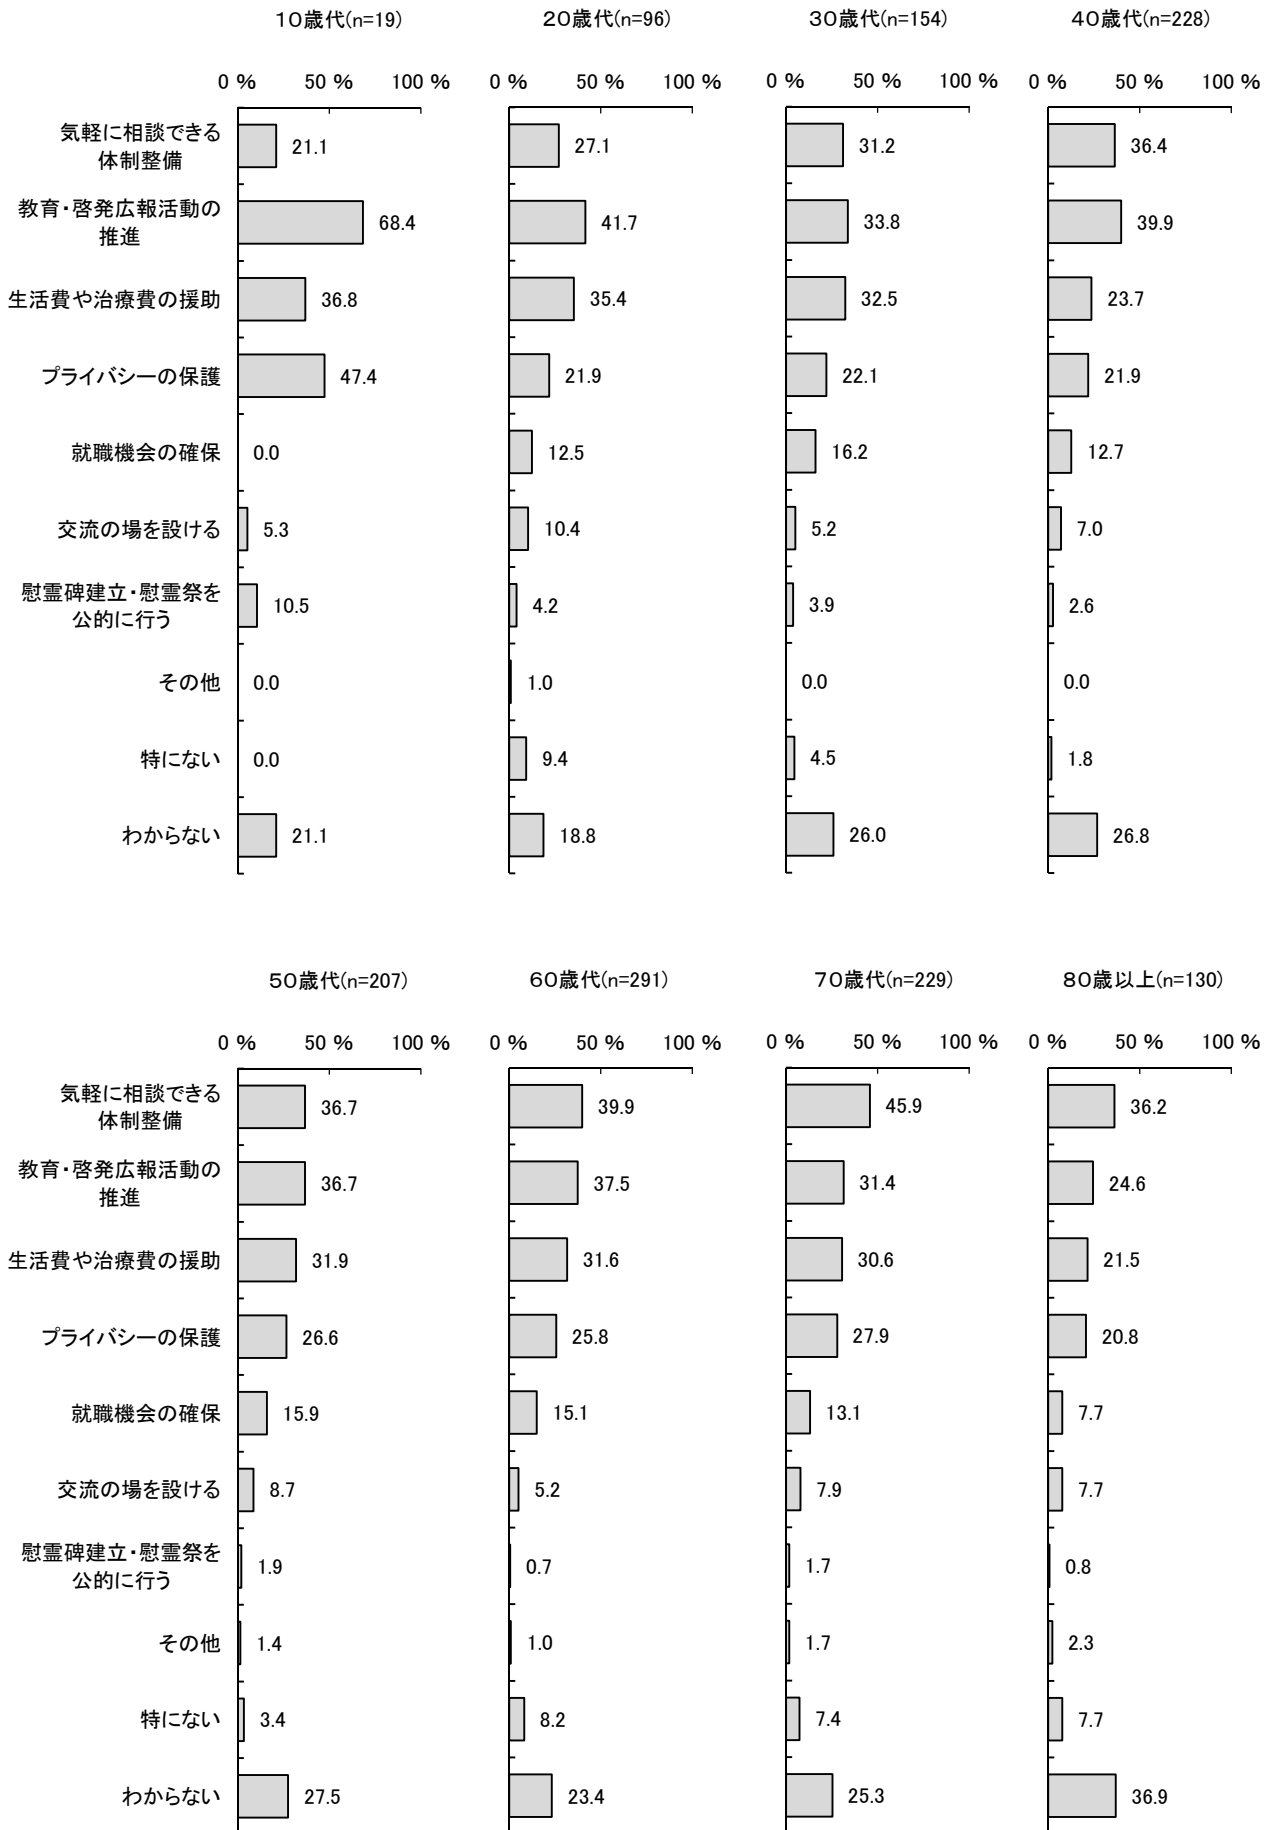 10歳代(n=19) 20歳代(n=96) 30歳代(n=154) 40歳代(n=228)
0 % 50 % 100 % 0 % 50 % 100 % 0 % 50 % 100 % 0 % 50 % 100 %
気軽に相談できる
体制整備 21.1 27.1 31.2 36.4
教育・啓発広報活動の
推進 68.4 41.7 33.8 39.9
生活費や治療費の援助 36.8 35.4 32.5 23.7
プライバシーの保護 47.4 21.9 22.1 21.9
就職機会の確保 0.0 12.5 16.2 12.7
交流の場を設ける 5.3 10.4 5.2 7.0
慰霊碑建立・慰霊祭を
公的に行う 10.5 4.2 3.9 2.6
その他 0.0 1.0 0.0 0.0
特にない 0.0 9.4 4.5 1.8
わからない 21.1 18.8 26.0 26.8
50歳代(n=207) 60歳代(n=291) 70歳代(n=229) 80歳以上(n=130)
0 % 50 % 100 % 0 % 50 % 100 % 0 % 50 % 100 % 0 % 50 % 100 %
気軽に相談できる
体制整備 36.7 39.9 45.9 36.2
教育・啓発広報活動の
推進 36.7 37.5 31.4 24.6
生活費や治療費の援助 31.9 31.6 30.6 21.5
プライバシーの保護 26.6 25.8 27.9 20.8
就職機会の確保 15.9 15.1 13.1 7.7
交流の場を設ける 8.7 5.2 7.9 7.7
慰霊碑建立・慰霊祭を
公的に行う 1.9 0.7 1.7 0.8
その他 1.4 1.0 1.7 2.3
特にない 3.4 8.2 7.4 7.7
わからない 27.5 23.4 25.3 36.9